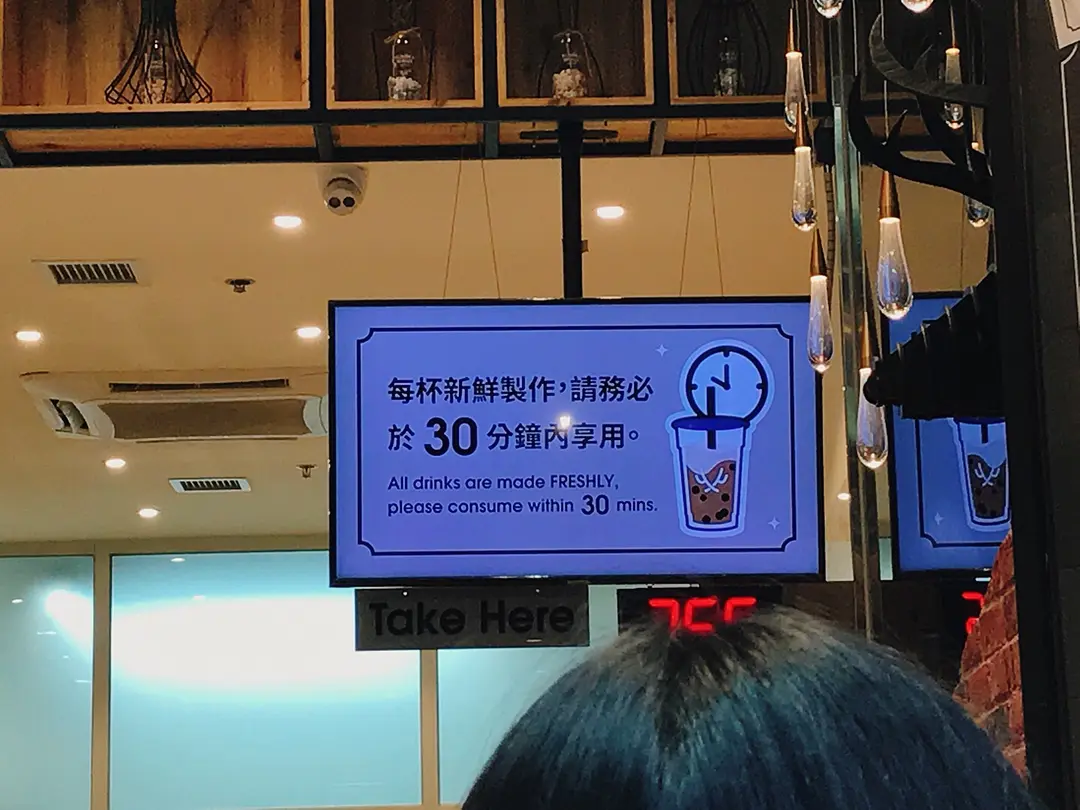 每杯新鮮製作，請務必
於 30 分鐘內享用。
All drinks are made FRESHLY,
please consume within 30 mins.
Take Here